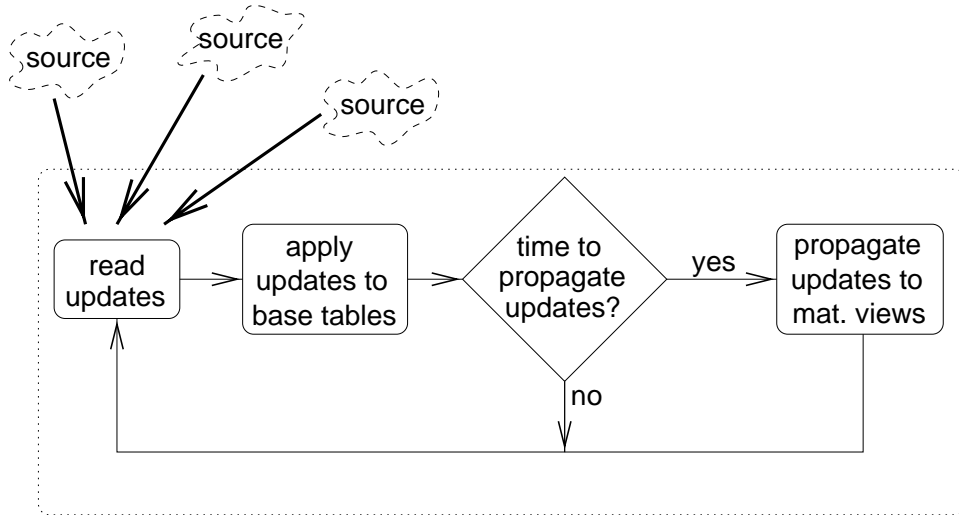 source
source
source
read
updates
apply
updates to
base tables
time to
propagate
updates?
yes
propagate
updates to
mat. views
no